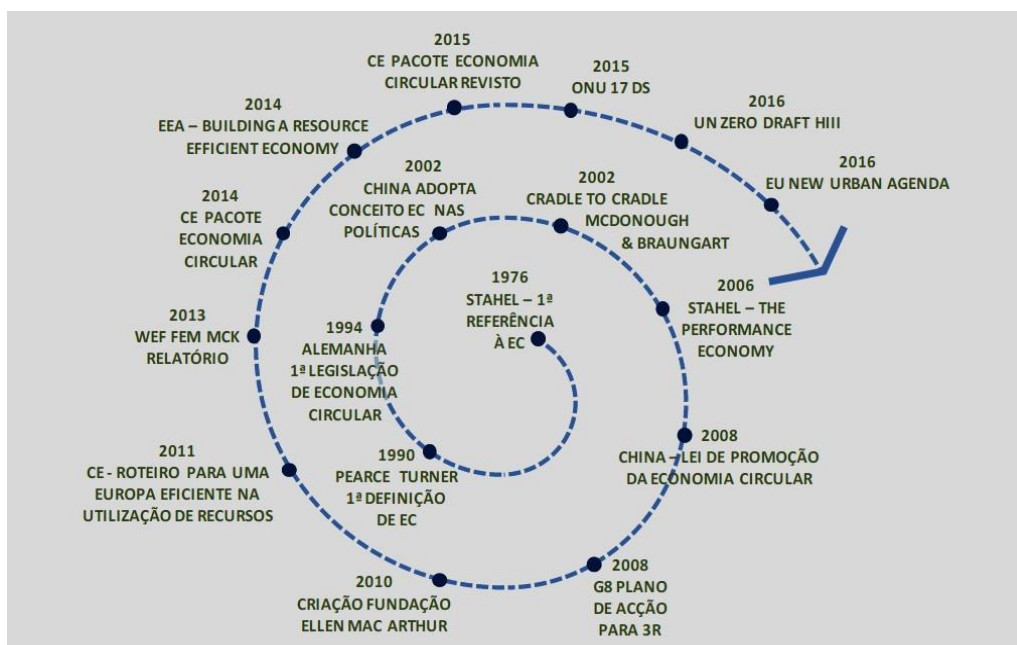 1976
STAHEL – 1ª
REFERÊNCIA
À EC
1990
PEARCE TURNER
1ª DEFINIÇÃO
DE EC
1994
ALEMANHA
1ª LEGISLAÇÃO
DE ECONOMIA
CIRCULAR
2002
CHINA ADOPTA
CONCEITO EC NAS
POLÍTICAS
2002
CRADLE TO CRADLE
MCDONOUGH
& BRAUNGART
2006
STAHEL – THE
PERFORMANCE
ECONOMY
2008
CHINA – LEI DE PROMOÇÃO
DA ECONOMIA CIRCULAR
2008
G8 PLANO
DE ACÇÃO
PARA 3R
2010
CRIAÇÃO FUNDAÇÃO
ELLEN MAC ARTHUR
2011
CE - ROTEIRO PARA UMA
EUROPA EFICIENTE NA
UTILIZAÇÃO DE RECURSOS
2013
WEF FEM MCK
RELATÓRIO
2014
CE PACOTE
ECONOMIA
CIRCULAR
2014
EEA – BUILDING A RESOURCE
EFFICIENT ECONOMY
2015
CE PACOTE ECONOMIA
CIRCULAR REVISTO
2015
ONU 17 DS
2016
UN ZERO DRAFT HIII
2016
EU NEW URBAN AGENDA